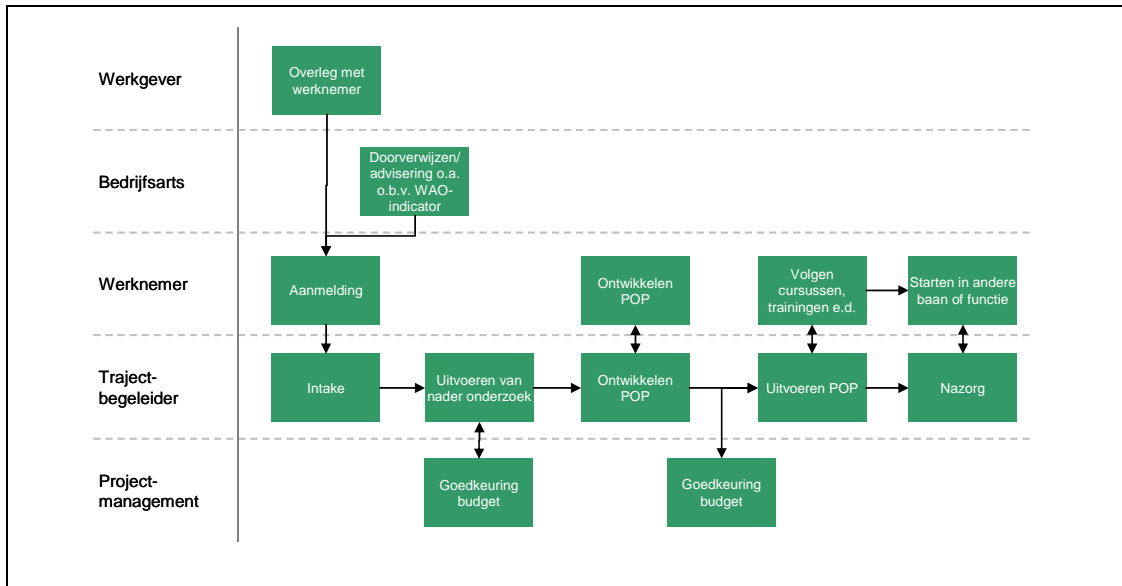 Werkgever
Overleg met
werknemer
Bedrijfsarts
Doorverwijzen/
advisering o.a.
o.b.v. WAO-
indicator
Werknemer
Aanmelding
Ontwikkelen
POP
Volgen
cursussen,
trainingen e.d.
Starten in andere
baan of functie
Traject-
begeleider
Intake
Uitvoeren van
nader onderzoek
Ontwikkelen
POP
Uitvoeren POP
Nazorg
Project-
management
Goedkeuring
budget
Goedkeuring
budget